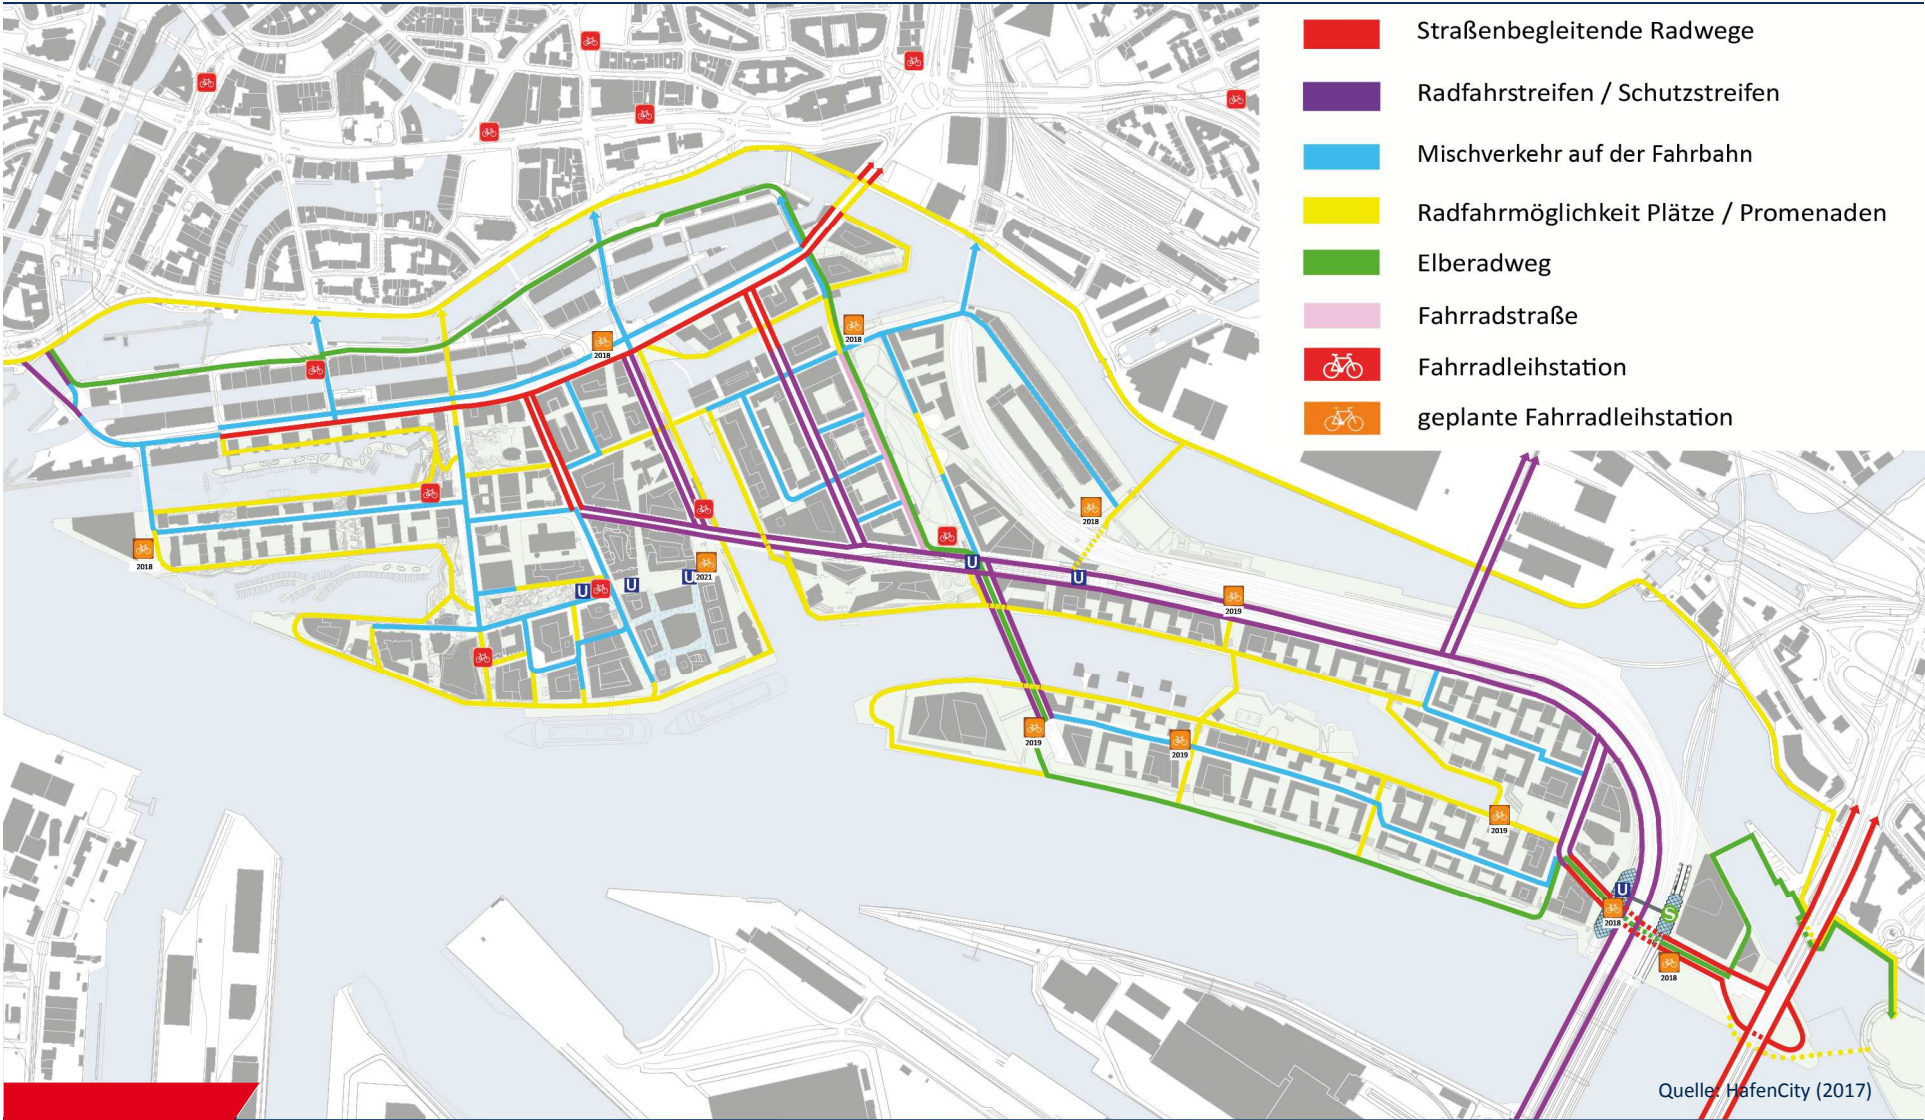 Straßenbegleitende Radwege
Radfahrstreifen / Schutzstreifen
Mischverkehr auf der Fahrbahn
Radfahrmöglichkeit Plätze / Promenaden
Elberadweg
Fahrradstraße
Fahrradleihstation
geplante Fahrradleihstation
2018
2018
2018
2018
U
U
U
U
2021
U
2019
2019
2019
2019
U
S
2018
2018
Quelle: HafenCity (2017)